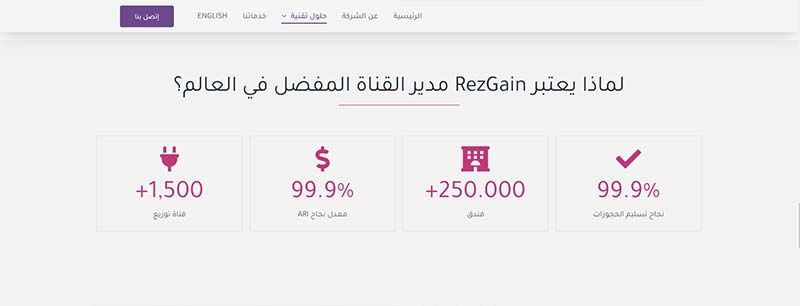 الرئيسية
عن الشركة
حلول تقنية
خدماتنا
ENGLISH
إتصل بنا
لماذا يعتبر RezGain مدير القناة المفضل في العالم؟
99.9%
نجاح تسليم الحجوزات
+250.000
فندق
99.9%
معدل نجاح ARI
+1,500
قناة توزيع